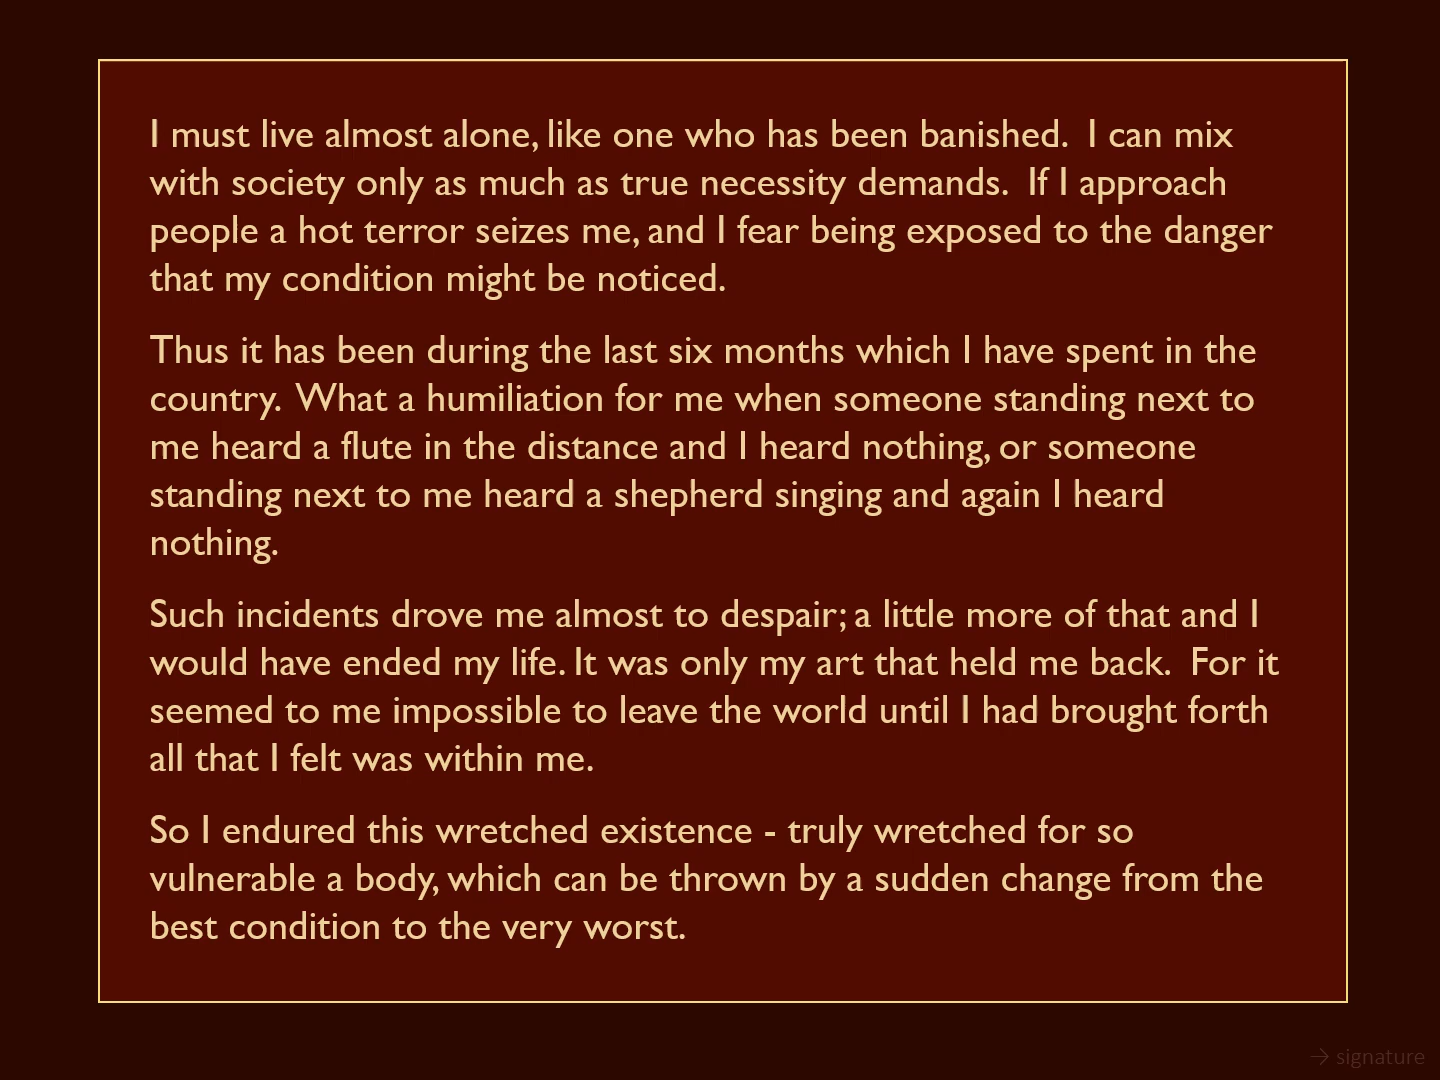 I must live almost alone, like one who has been banished.  I can mix
with society only as much as true necessity demands.  If I approach
people a hot terror seizes me, and I fear being exposed to the danger
that my condition might be noticed.
Thus it has been during the last six months which I have spent in the
country.  What a humiliation for me when someone standing next to
me heard a flute in the distance and I heard nothing, or someone
standing next to me heard a shepherd singing and again I heard
nothing.
Such incidents drove me almost to despair; a little more of that and I
would have ended my life. It was only my art that held me back.  For it
seemed to me impossible to leave the world until I had brought forth
all that I felt was within me.
So I endured this wretched existence - truly wretched for so
vulnerable a body, which can be thrown by a sudden change from the
best condition to the very worst.
→ signature